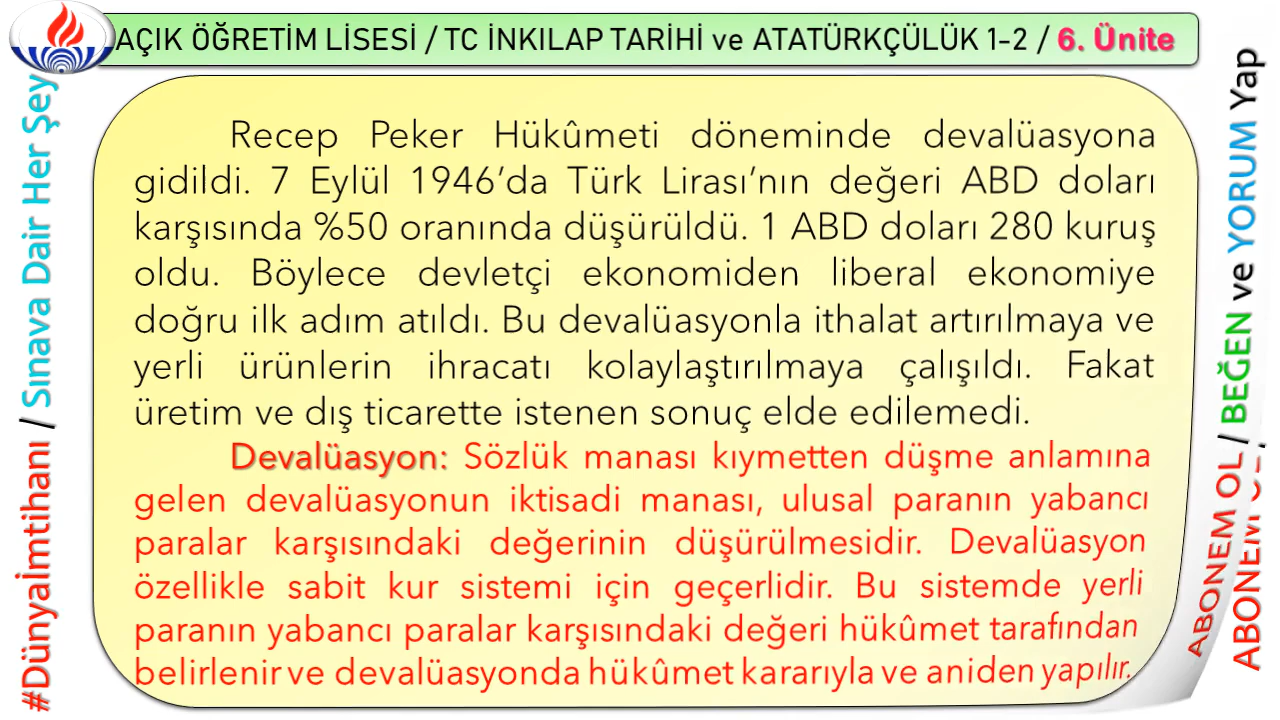 AÇIK ÖĞRETİM LİSESİ / TC İNKILAP TARİHİ ve ATATÜRKÇÜLÜK 1-2 / 6. Ünite
#Dünyaİmtihanı / Sınava Dair Her Şey
Recep Peker Hükûmeti döneminde devalüasyona
gidildi. 7 Eylül 1946’da Türk Lirası’nın değeri ABD doları
karşısında %50 oranında düşürüldü. 1 ABD doları 280 kuruş
oldu. Böylece devletçi ekonomiden liberal ekonomiye
doğru ilk adım atıldı. Bu devalüasyonla ithalat artırılmaya ve
yerli ürünlerin ihracatı kolaylaştırılmaya çalışıldı. Fakat
üretim ve dış ticarette istenen sonuç elde edilemedi.
Devalüasyon: Sözlük manası kıymetten düşme anlamına
gelen devalüasyonun iktisadi manası, ulusal paranın yabancı
paralar karşısındaki değerinin düşürülmesidir. Devalüasyon
özellikle sabit kur sistemi için geçerlidir. Bu sistemde yerli
paranın yabancı paralar karşısındaki değeri hükûmet tarafından
belirlenir ve devalüasyonda hükûmet kararıyla ve aniden yapılır.
ABONEM OL / BEĞEN ve YORUM Yap
ABONEM